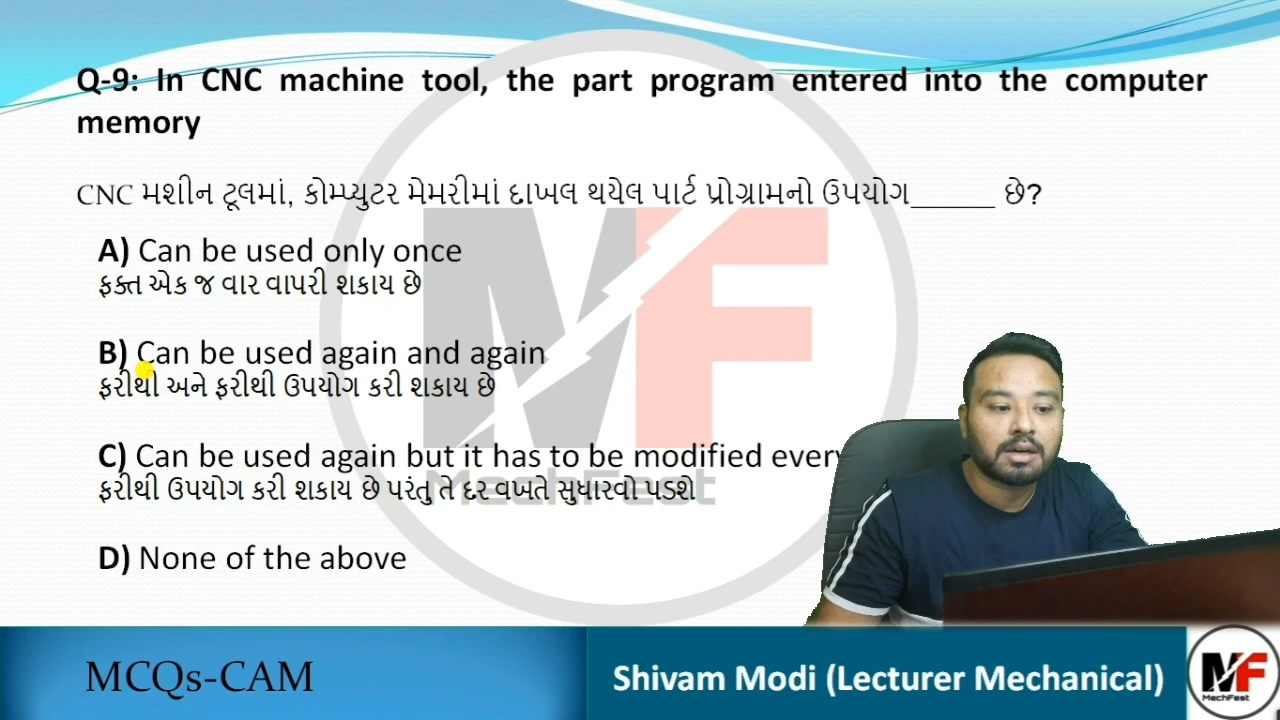 Q-9: In CNC machine tool, the part program entered into the computer
memory
CNC મશીન ટૂલમાં, કોમ્પ્યુટર મેમરીમાં દાખલ થયેલ પાર્ટ પ્રોગ્રામનો ઉપયોગ______ છે?
A) Can be used only once
ફક્ત એક જ વાર વાપરી શકાય છે
B) Can be used again and again
ફરીથી અને ફરીથી ઉપયોગ કરી શકાય છે
C) Can be used again but it has to be modified every
ફરીથી ઉપયોગ કરી શકાય છે પરંતુ તે દર વખતે સુધારવો પડશે
MechFest
D) None of the above
MCQs-CAM
Shivam Modi (Lecturer Mechanical)
MF
MechFest